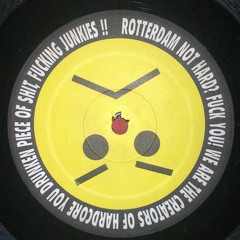 ROTTERDAM NOT HARD? FUCK YOU! WE ARE THE CREATORS OF HARDCORE YOU DRUNKEN PIECE OF SHIT, FUCKING JUNKIES !!